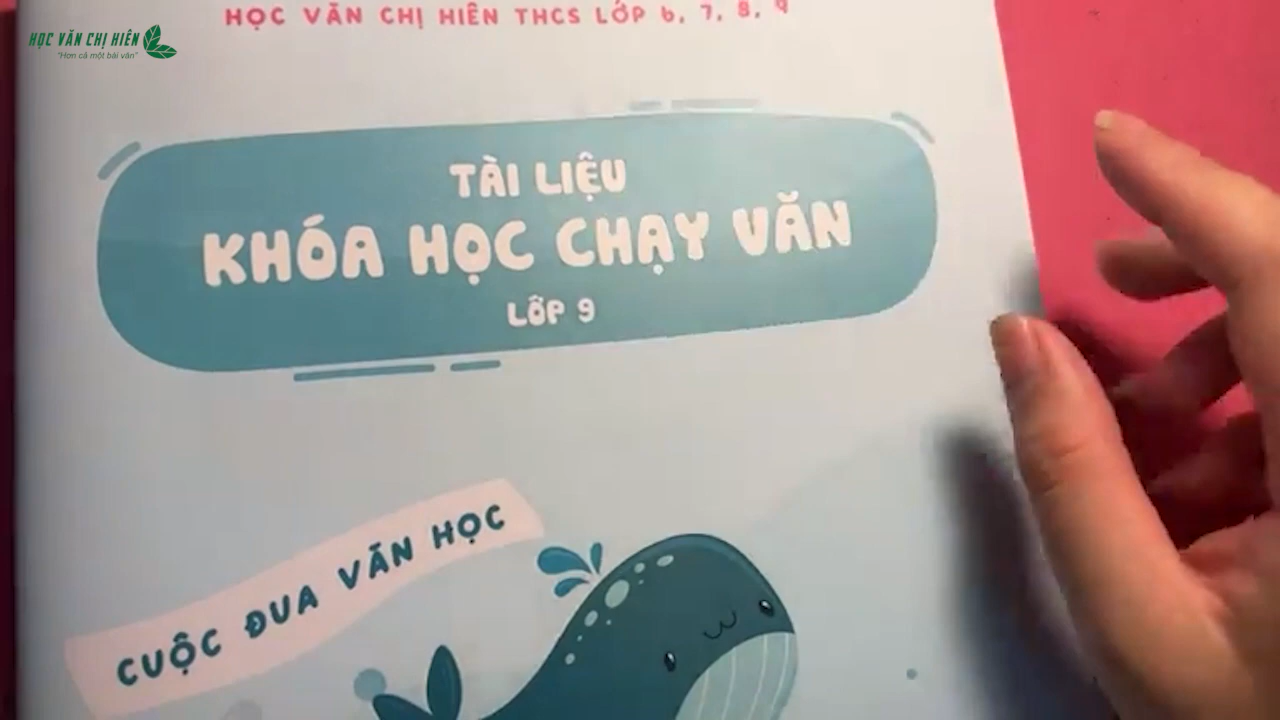 HỌC VĂN CHỊ HIÊN THCS LỚP 6, 7, 8, 9
HỌC VĂN CHỊ HIÊN
"Hơn cả một bài văn"
TÀI LIỆU
KHÓA HỌC CHẠY VĂN
LỚP 9
CUỘC ĐUA VĂN HỌC